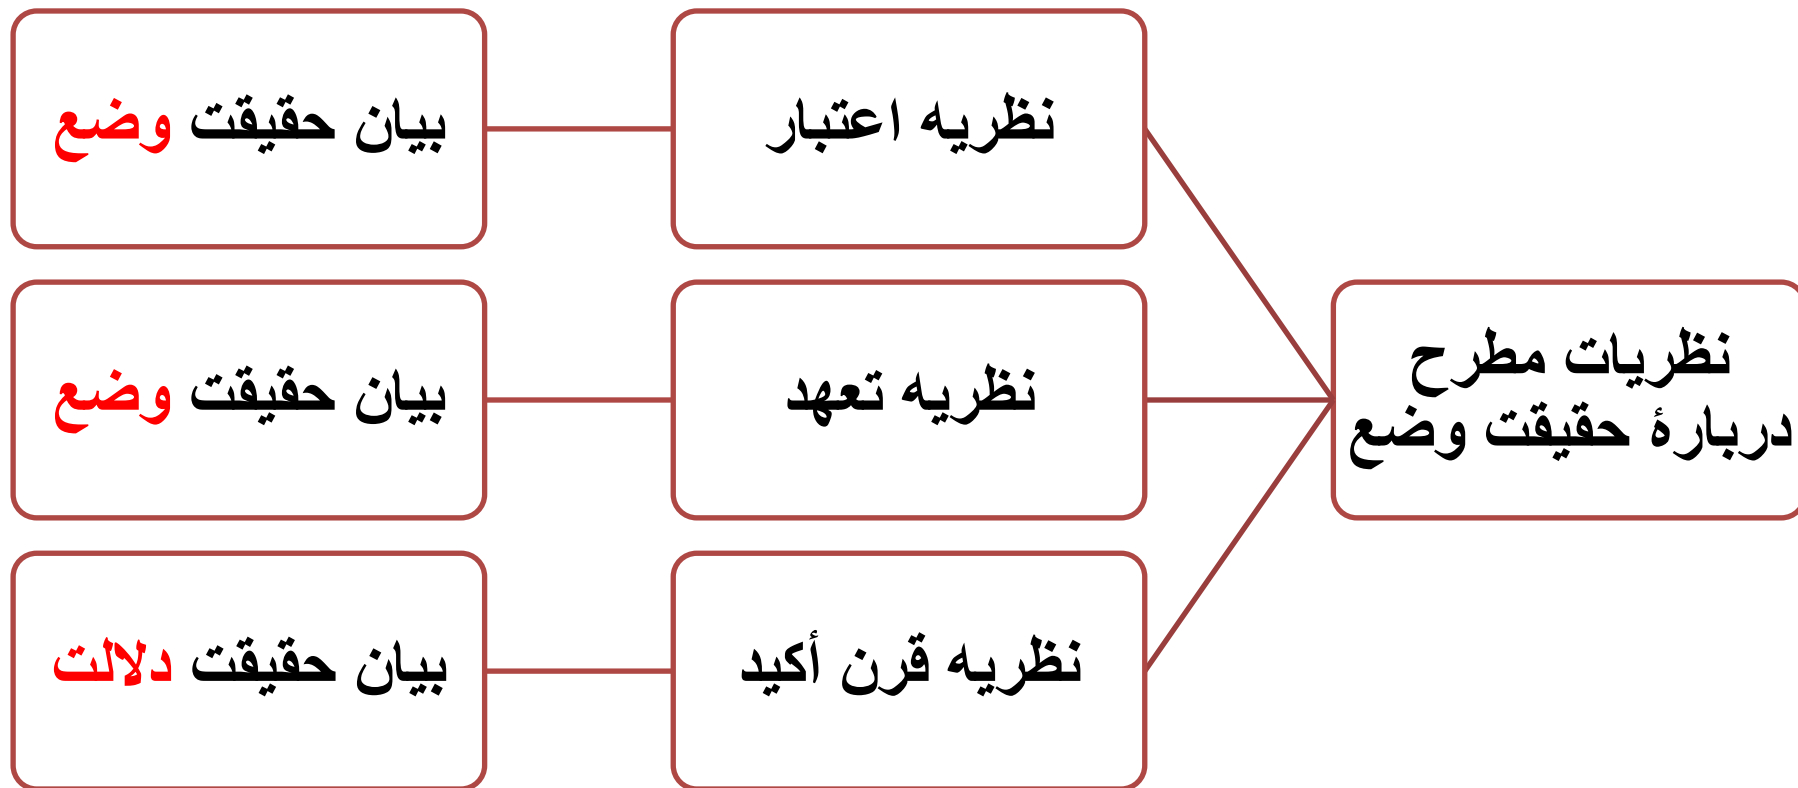 نظریات مطرح
دربارهٔ حقیقت وضع
نظریه اعتبار
بیان حقیقت وضع
نظریه تعهد
بیان حقیقت وضع
نظریه قرن أکید
بیان حقیقت دلالت